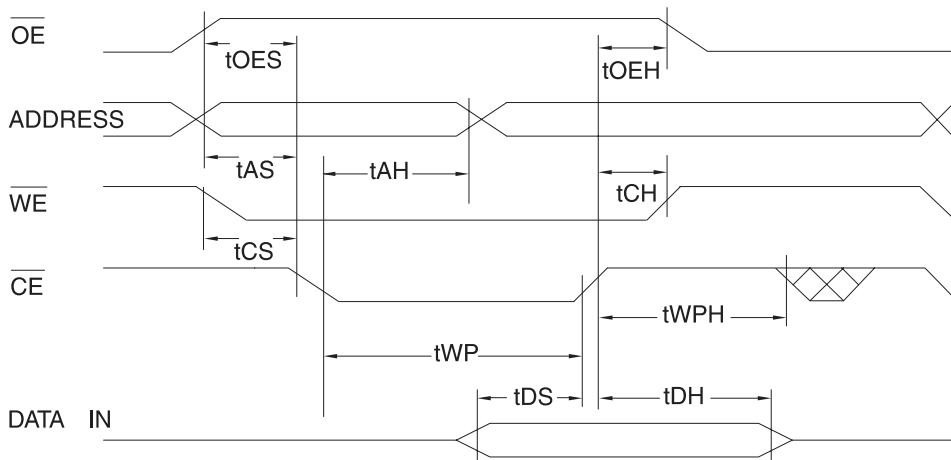 OE
tOES
tOEH
ADDRESS
tAS
tAH
WE
tCH
tCS
CE
tWPH
tWP
tDS
tDH
DATA IN